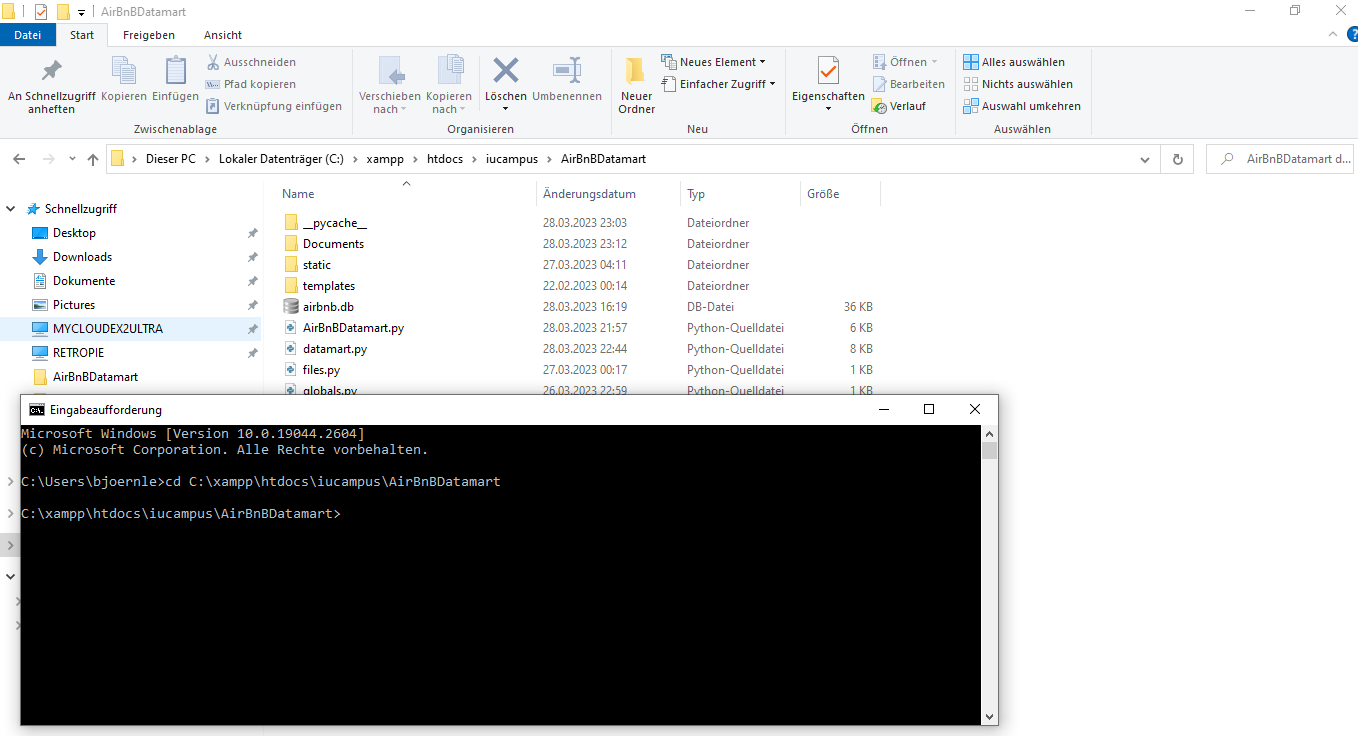 AirBnBDatamart
Datei Start Freigeben Ansicht
An Schnellzugriff anheften
Kopieren
Einfügen
Ausschneiden
Pfad kopieren
Verknüpfung einfügen
Zwischenablage
Verschieben nach
Kopieren nach
Löschen
Umbenennen
Organisieren
Neuer Ordner
Neues Element
Einfacher Zugriff
Neu
Eigenschaften
Öffnen
Bearbeiten
Verlauf
Öffnen
Alles auswählen
Nichts auswählen
Auswahl umkehren
Auswählen
Dieser PC > Lokaler Datenträger (C:) > xampp > htdocs > iucampus > AirBnBDatamart
AirBnBDatamart d...
Schnellzugriff
Desktop
Downloads
Dokumente
Pictures
MYCLOUDEX2ULTRA
RETROPIE
AirBnBDatamart
Name Änderungsdatum Typ Größe
__pycache__ 28.03.2023 23:03 Dateiordner
Documents 28.03.2023 23:12 Dateiordner
static 27.03.2023 04:11 Dateiordner
templates 22.02.2023 00:14 Dateiordner
airbnb.db 28.03.2023 16:19 DB-Datei 36 KB
AirBnBDatamart.py 28.03.2023 21:57 Python-Quelldatei 6 KB
datamart.py 28.03.2023 22:44 Python-Quelldatei 8 KB
files.py 27.03.2023 00:17 Python-Quelldatei 1 KB
globals.py 26.03.2023 22:59 Python-Quelldatei 1 KB
Eingabeaufforderung
Microsoft Windows [Version 10.0.19044.2604]
(c) Microsoft Corporation. Alle Rechte vorbehalten.
C:\Users\bjoernle>cd C:\xampp\htdocs\iucampus\AirBnBDatamart
C:\xampp\htdocs\iucampus\AirBnBDatamart>